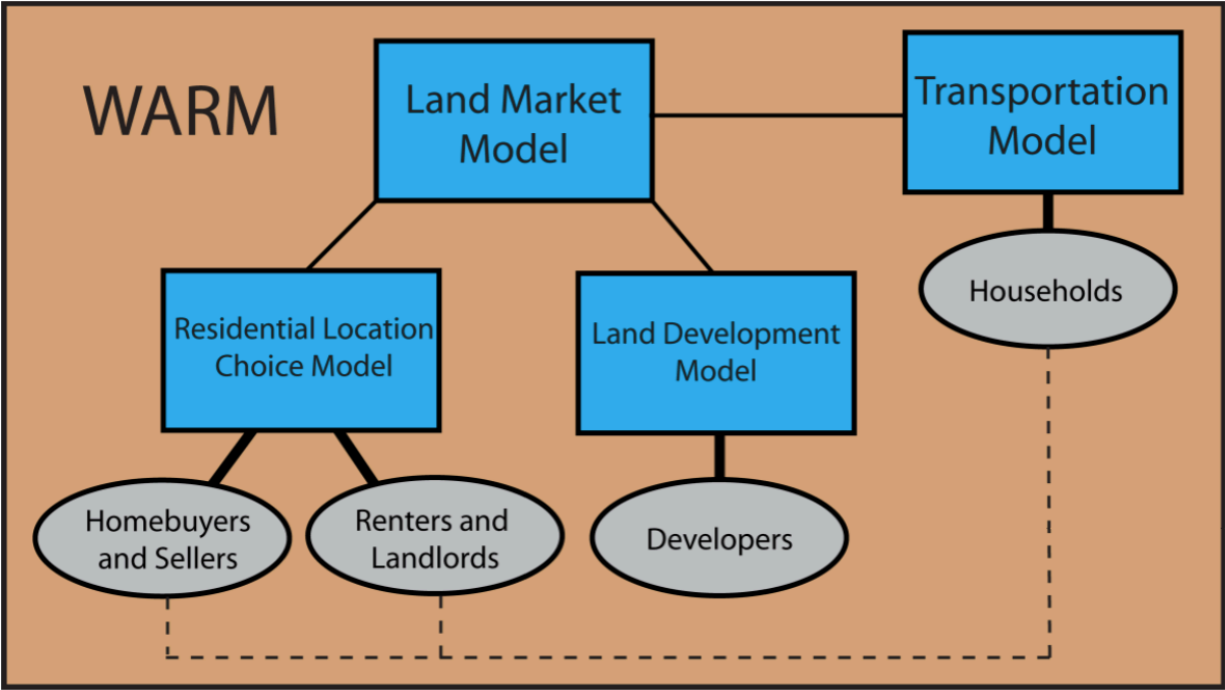 WARM
Land Market
Model
Transportation
Model
Households
Residential Location
Choice Model
Land Development
Model
Homebuyers
and Sellers
Renters and
Landlords
Developers